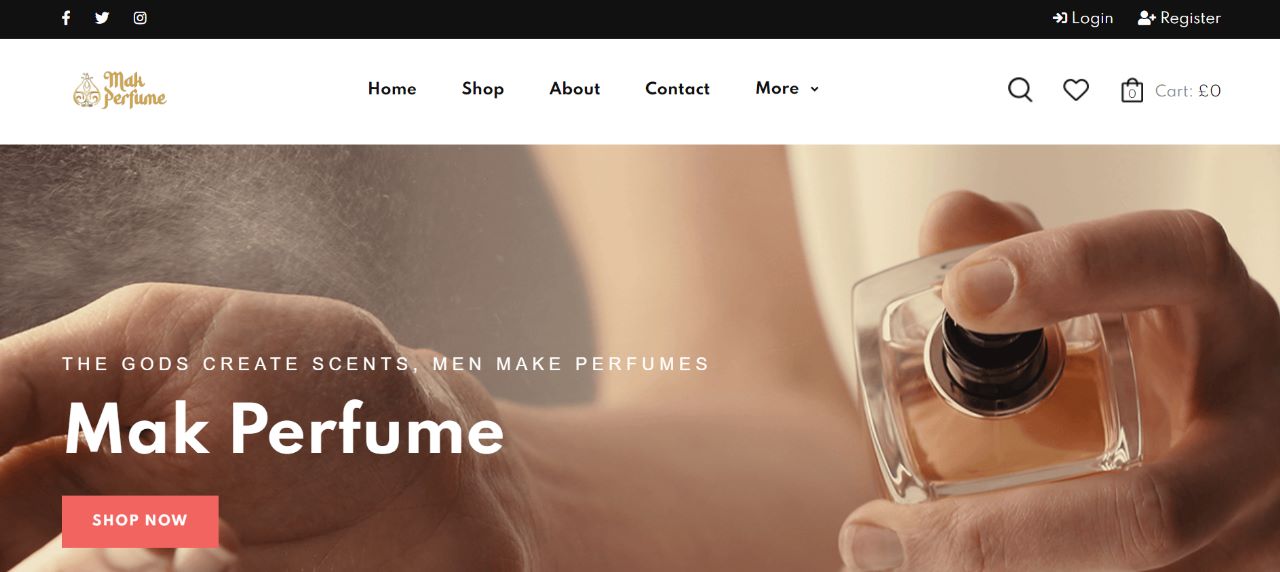 Login Register
Mak
Perfume
Home Shop About Contact More
0 Cart: £0
THE GODS CREATE SCENTS, MEN MAKE PERFUMES
Mak Perfume
SHOP NOW